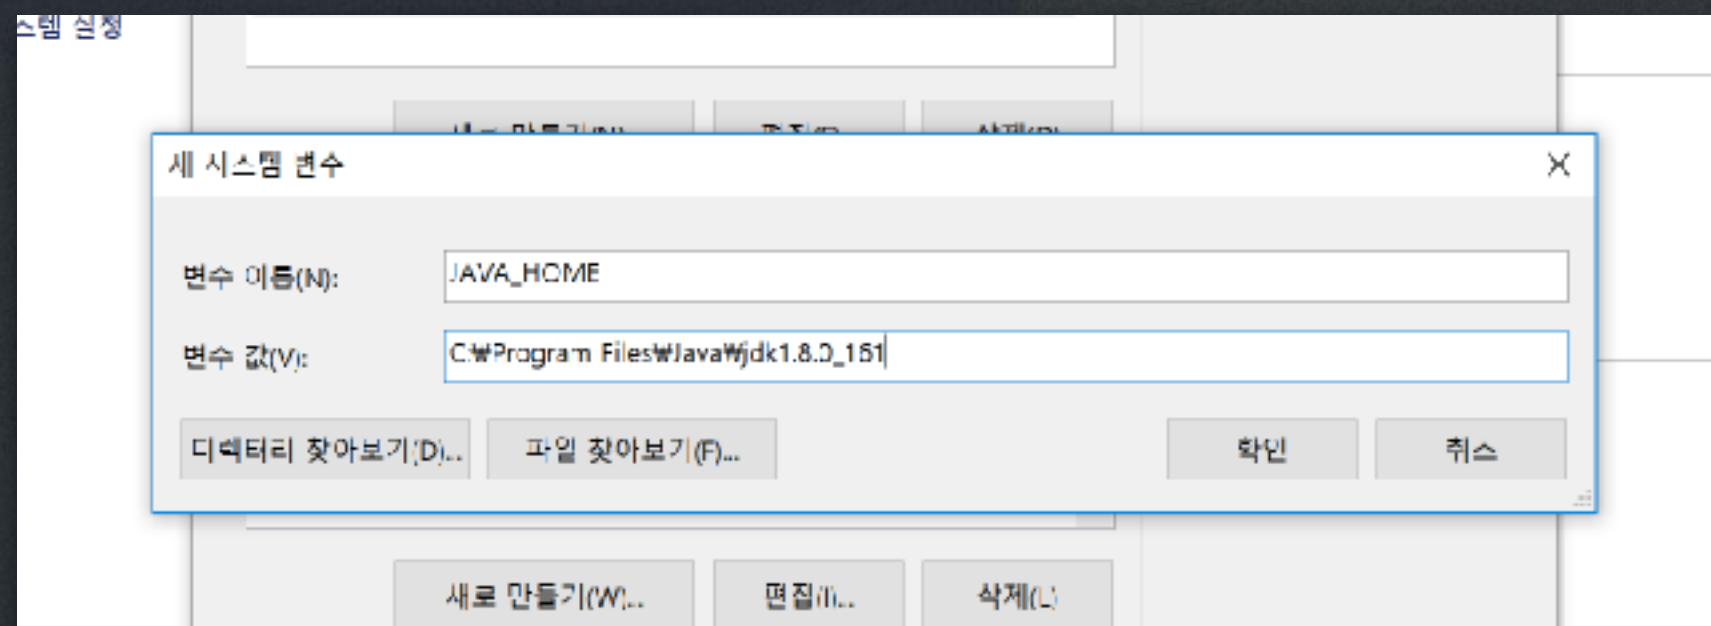 스템 설정
새 시스템 변수
변수 이름(N):
JAVA_HOME
변수 값(V):
C:₩Program Files₩Java₩jdk1.8.0_161
디렉터리 찾아보기(D)...
파일 찾아보기(F)...
확인
취소
새로 만들기(W)...
편집(I)...
삭제(L)